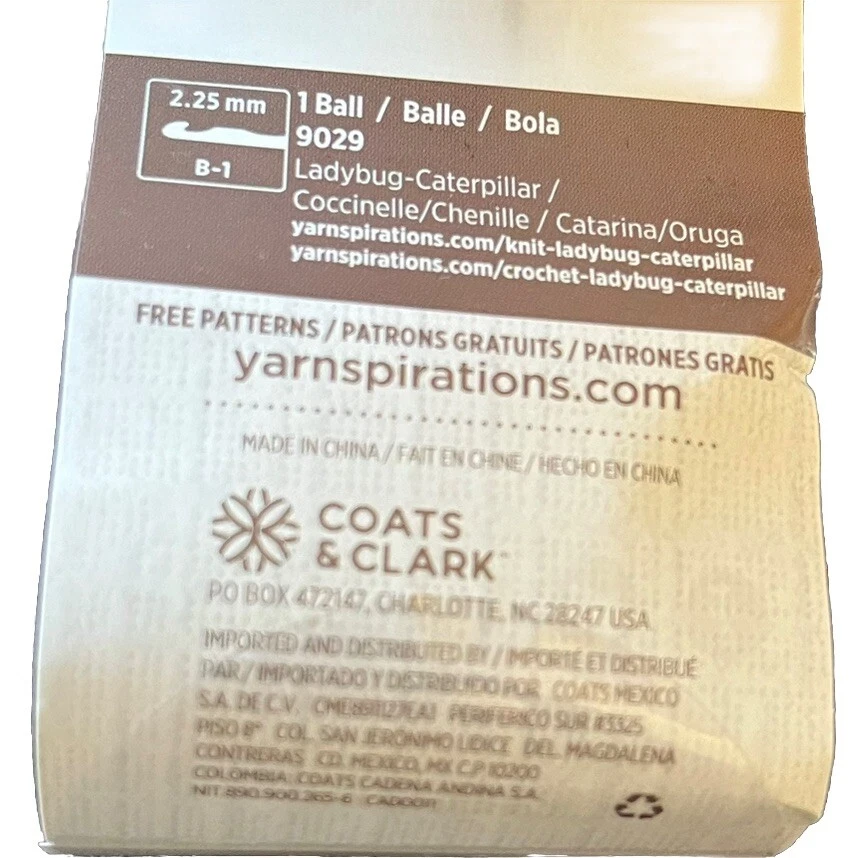 2.25 mm
B-1
1 Ball / Balle / Bola
9029
Ladybug-Caterpillar /
Coccinelle/Chenille / Catarina/Oruga
yarnspirations.com/knit-ladybug-caterpillar
yarnspirations.com/crochet-ladybug-caterpillar
FREE PATTERNS / PATRONS GRATUITS / PATRONES GRATIS
yarnspirations.com
MADE IN CHINA / FAIT EN CHINE / HECHO EN CHINA
COATS
& CLARK™
PO BOX 472147, CHARLOTTE, NC 28247 USA
IMPORTED AND DISTRIBUTED BY / IMPORTÉ ET DISTRIBUÉ
PAR / IMPORTADO Y DISTRIBUIDO POR COATS MEXICO
S.A. DE C.V. PERIFERICO SUR #3325
PISO 8° COL. SAN JERÓNIMO LIDICE DEL. MAGDALENA
CONTRERAS CD. MEXICO, MX C.P 10200
COLOMBIA: COATS CADENA ANDINA S.A.
NIT 890.900.265-6